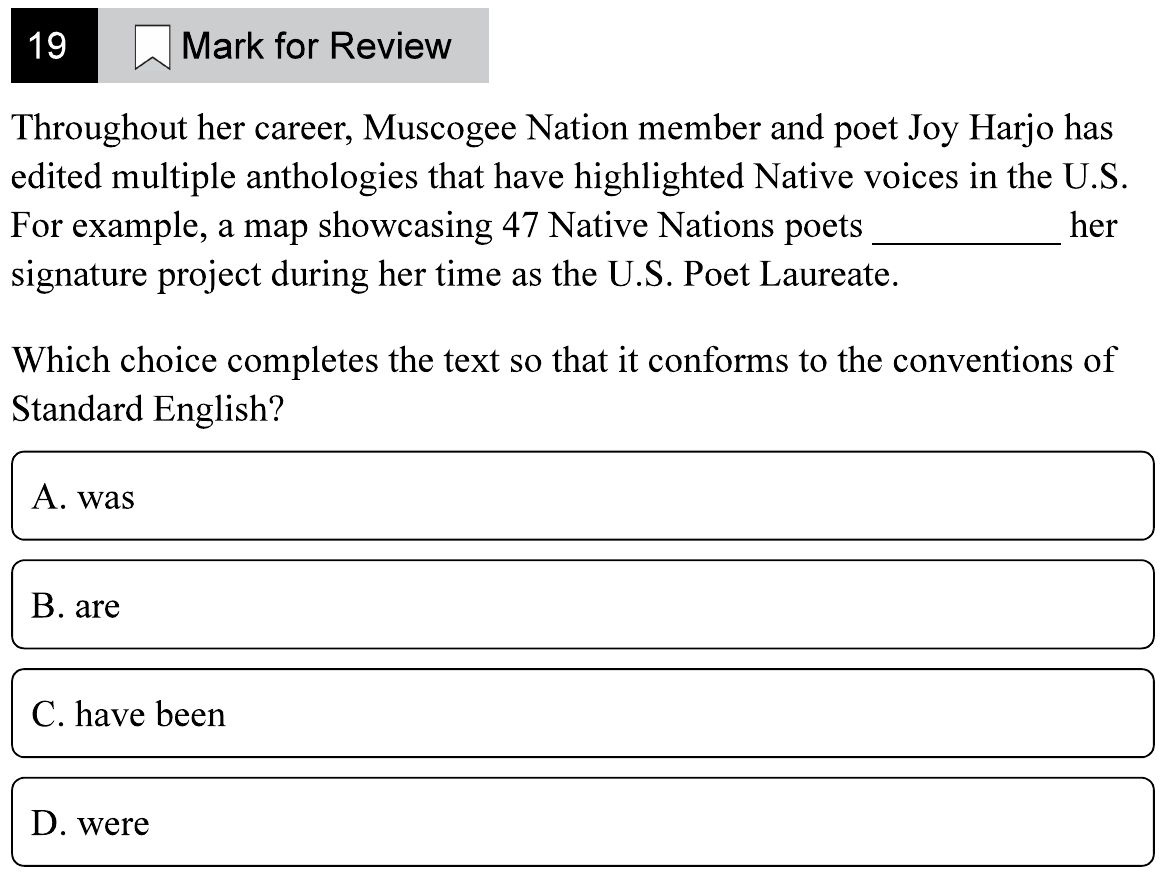 19 Mark for Review
Throughout her career, Muscogee Nation member and poet Joy Harjo has
edited multiple anthologies that have highlighted Native voices in the U.S.
For example, a map showcasing 47 Native Nations poets __________ her
signature project during her time as the U.S. Poet Laureate.
Which choice completes the text so that it conforms to the conventions of
Standard English?
A. was
B. are
C. have been
D. were